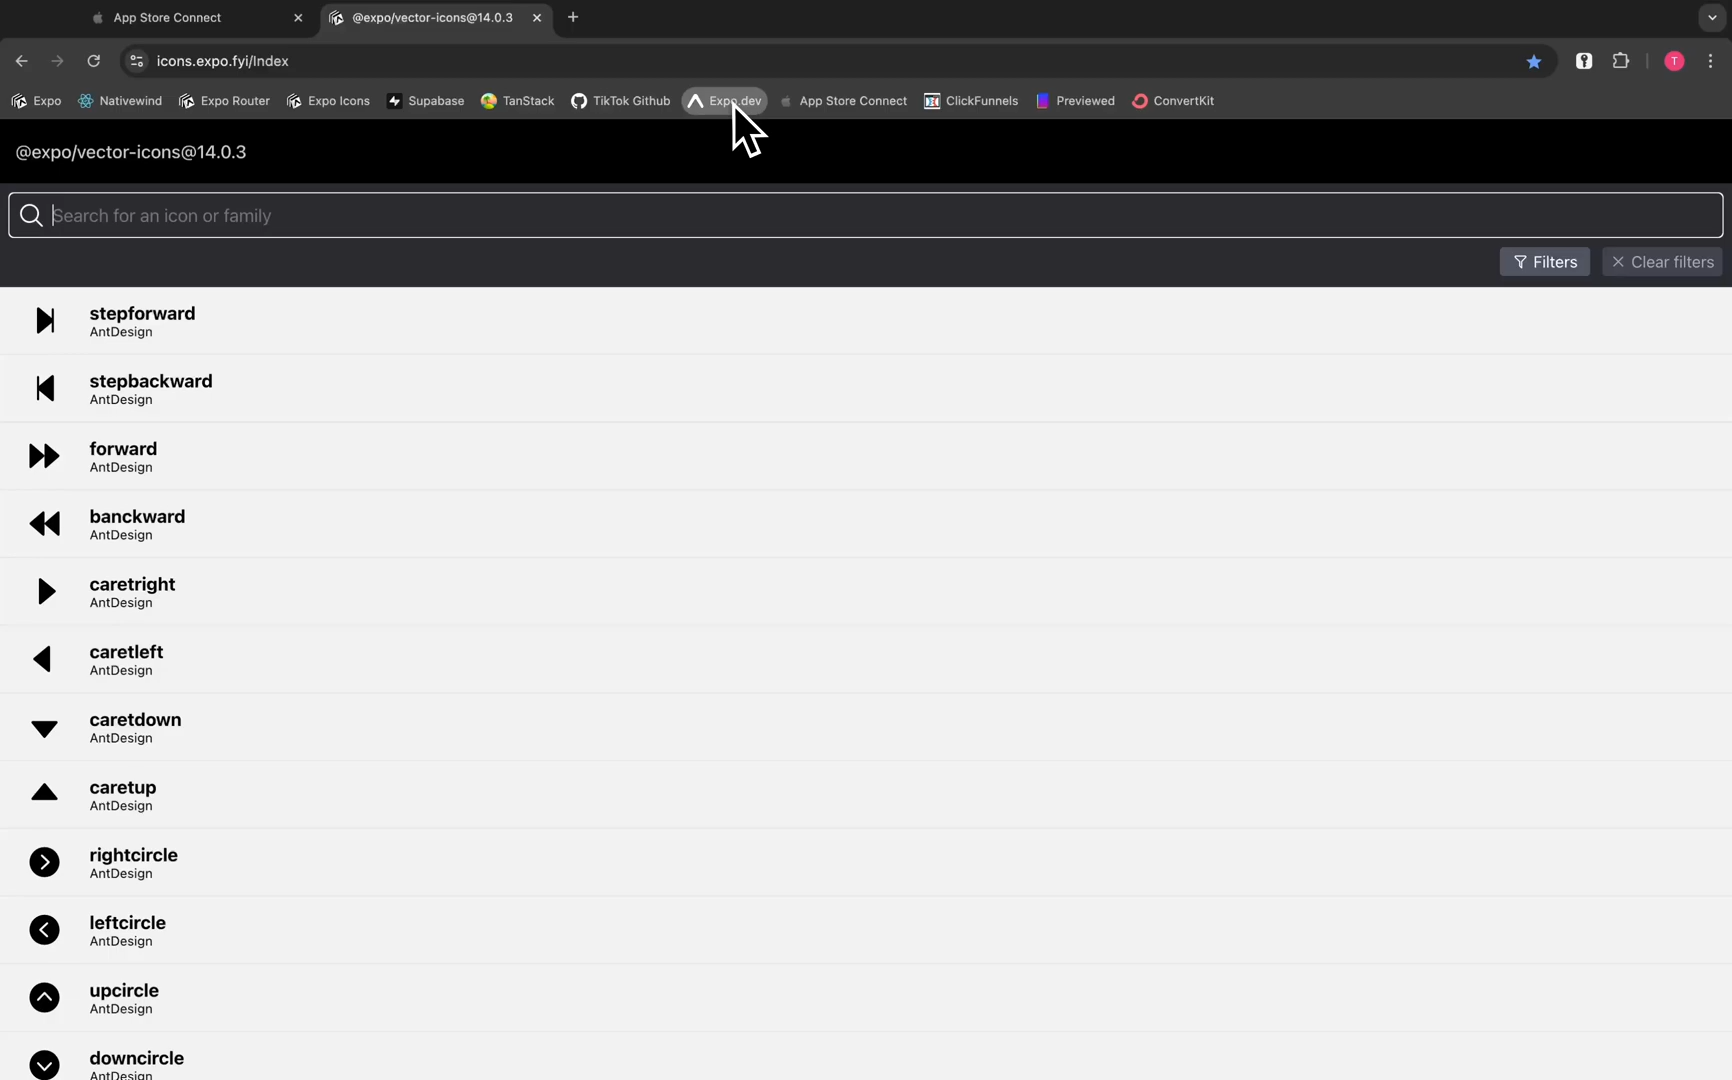 App Store Connect
@expo/vector-icons@14.0.3
icons.expo.fyi/Index
T
Expo
Nativewind
Expo Router
Expo Icons
Supabase
TanStack
TikTok Github
Expo.dev
App Store Connect
ClickFunnels
Previewed
ConvertKit
@expo/vector-icons@14.0.3
Search for an icon or family
Filters
Clear filters
stepforward
AntDesign
stepbackward
AntDesign
forward
AntDesign
banckward
AntDesign
caretright
AntDesign
caretleft
AntDesign
caretdown
AntDesign
caretup
AntDesign
rightcircle
AntDesign
leftcircle
AntDesign
upcircle
AntDesign
downcircle
AntDesign